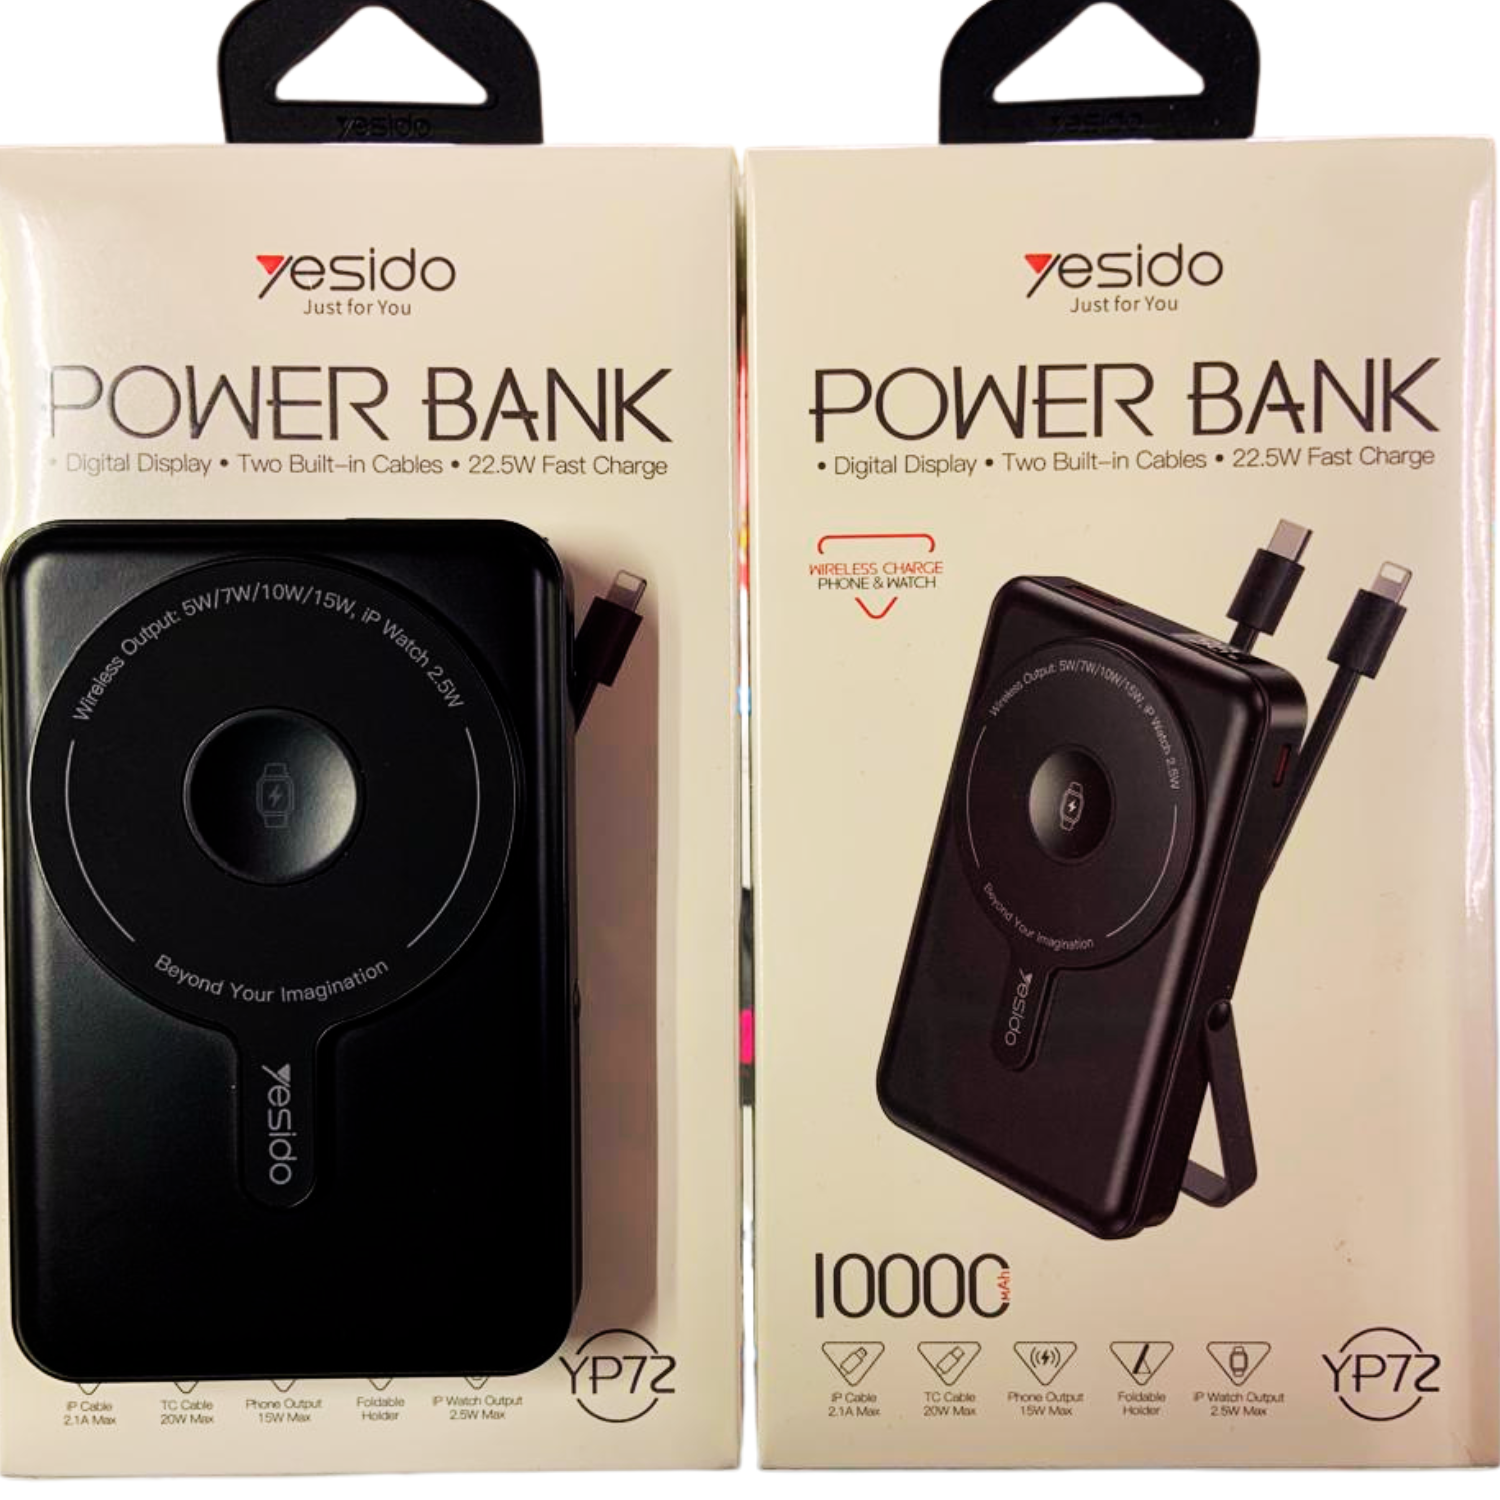 yesido
yesido
Just for You
POWER BANK
• Digital Display • Two Built-in Cables • 22.5W Fast Charge
Wireless Output: 5W/7W/10W/15W, iP Watch 2.5W
Beyond Your Imagination
yesido
iP Cable
2.1A Max
TC Cable
20W Max
Phone Output
15W Max
Foldable
Holder
iP Watch Output
2.5W Max
YP72
yesido
yesido
Just for You
POWER BANK
• Digital Display • Two Built-in Cables • 22.5W Fast Charge
WIRELESS CHARGE
PHONE & WATCH
Wireless Output: 5W/7W/10W/15W, iP Watch 2.5W
Beyond Your Imagination
yesido
10000mAh
iP Cable
2.1A Max
TC Cable
20W Max
Phone Output
15W Max
Foldable
Holder
iP Watch Output
2.5W Max
YP72